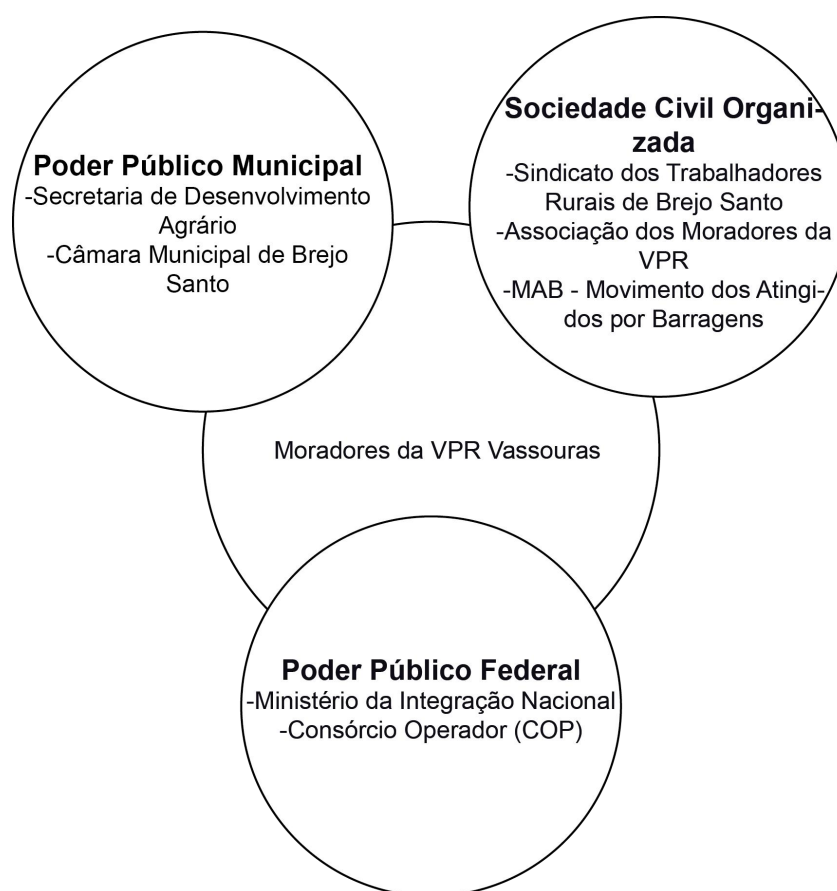 Poder Público Municipal
-Secretaria de Desenvolvimento
Agrário
-Câmara Municipal de Brejo
Santo
Sociedade Civil Organi-
zada
-Sindicato dos Trabalhadores
Rurais de Brejo Santo
-Associação dos Moradores da
VPR
-MAB - Movimento dos Atingi-
dos por Barragens
Moradores da VPR Vassouras
Poder Público Federal
-Ministério da Integração Nacional
-Consórcio Operador (COP)